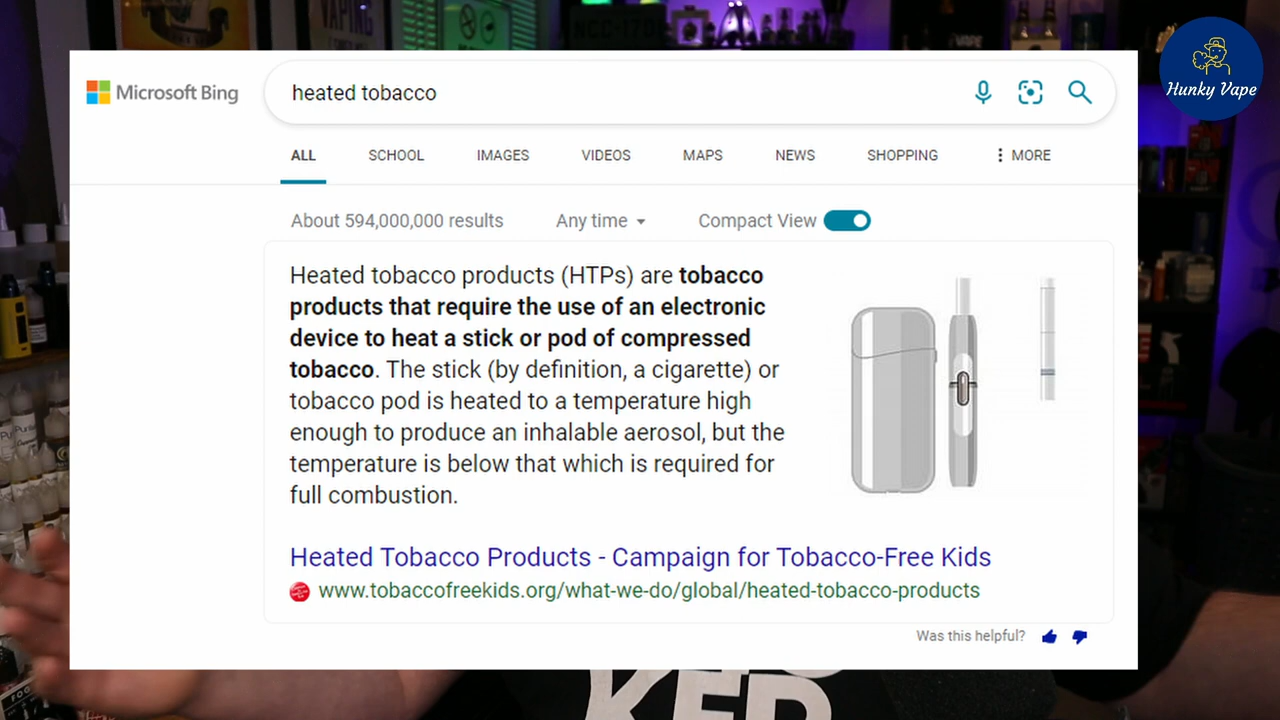 VAPING
NCC-170
Microsoft Bing
heated tobacco
Hunky Vape
ALL SCHOOL IMAGES VIDEOS MAPS NEWS SHOPPING MORE
About 594,000,000 results Any time Compact View
Heated tobacco products (HTPs) are tobacco
products that require the use of an electronic
device to heat a stick or pod of compressed
tobacco. The stick (by definition, a cigarette) or
tobacco pod is heated to a temperature high
enough to produce an inhalable aerosol, but the
temperature is below that which is required for
full combustion.
Heated Tobacco Products - Campaign for Tobacco-Free Kids
www.tobaccofreekids.org/what-we-do/global/heated-tobacco-products
Was this helpful?
KED